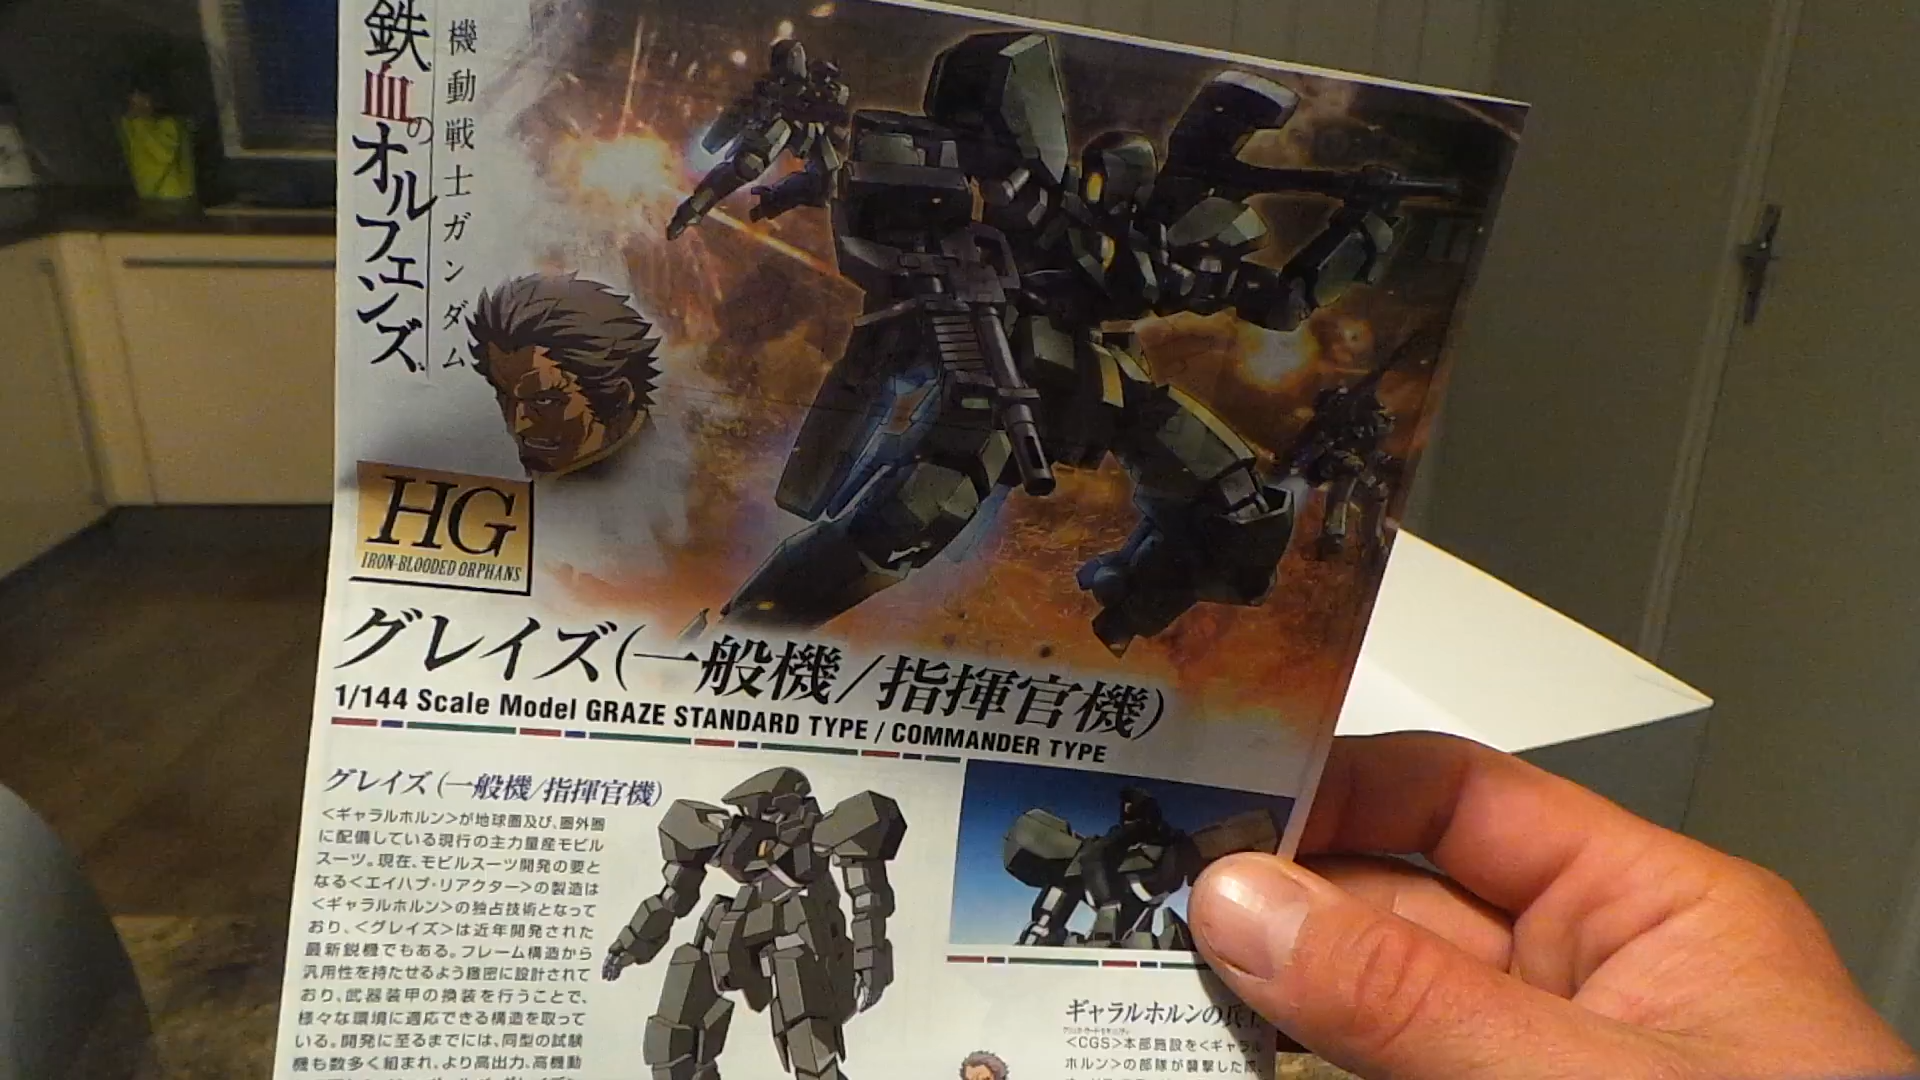 鉄血のオルフェンズ
機動戦士ガンダム
HG
IRON-BLOODED ORPHANS
グレイズ(一般機/指揮官機)
1/144 Scale Model GRAZE STANDARD TYPE / COMMANDER TYPE
グレイズ(一般機/指揮官機)
<ギャラルホルン>が地球圏及び、圏外圏
に配備している現行の主力量産モビル
スーツ。現在、モビルスーツ開発の要と
なる<エイハブ・リアクター>の製造は
<ギャラルホルン>の独占技術となって
おり、<グレイズ>は近年開発された
最新鋭機でもある。フレーム構造から
汎用性を持たせるよう緻密に設計されて
おり、武器装甲の換装を行うことで、
様々な環境に適応できる構造を取って
いる。開発に至るまでには、同型の試験
機も数多く組まれ、より高出力、高機動
ギャラルホルンの兵士
<CGS>本部施設を<ギャラル
ホルン>の部隊が襲撃した際、